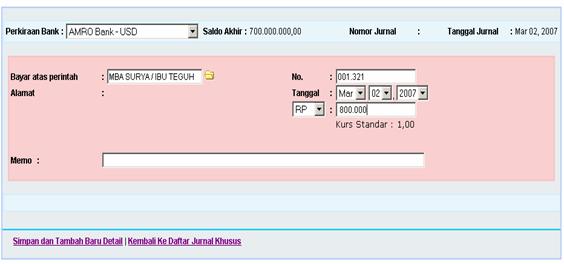 Perkiraan Bank : AMRO Bank - USD Saldo Akhir : 700.000.000,00 Nomor Jurnal : Tanggal Jurnal : Mar 02, 2007
Bayar atas perintah : MBA SURYA / IBU TEGUH No. : 001.321
Alamat : Tanggal : Mar 02 , 2007
RP : 800.000
Kurs Standar : 1,00
Memo :
Simpan dan Tambah Baru Detail | Kembali Ke Daftar Jurnal Khusus